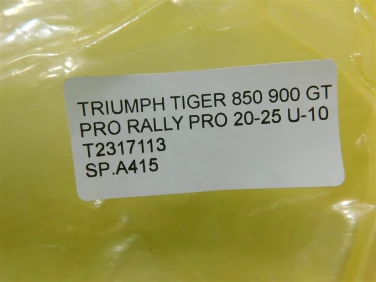 TRIUMPH TIGER 850 900 GT
PRO RALLY PRO 20-25 U-10
T2317113
SP.A415